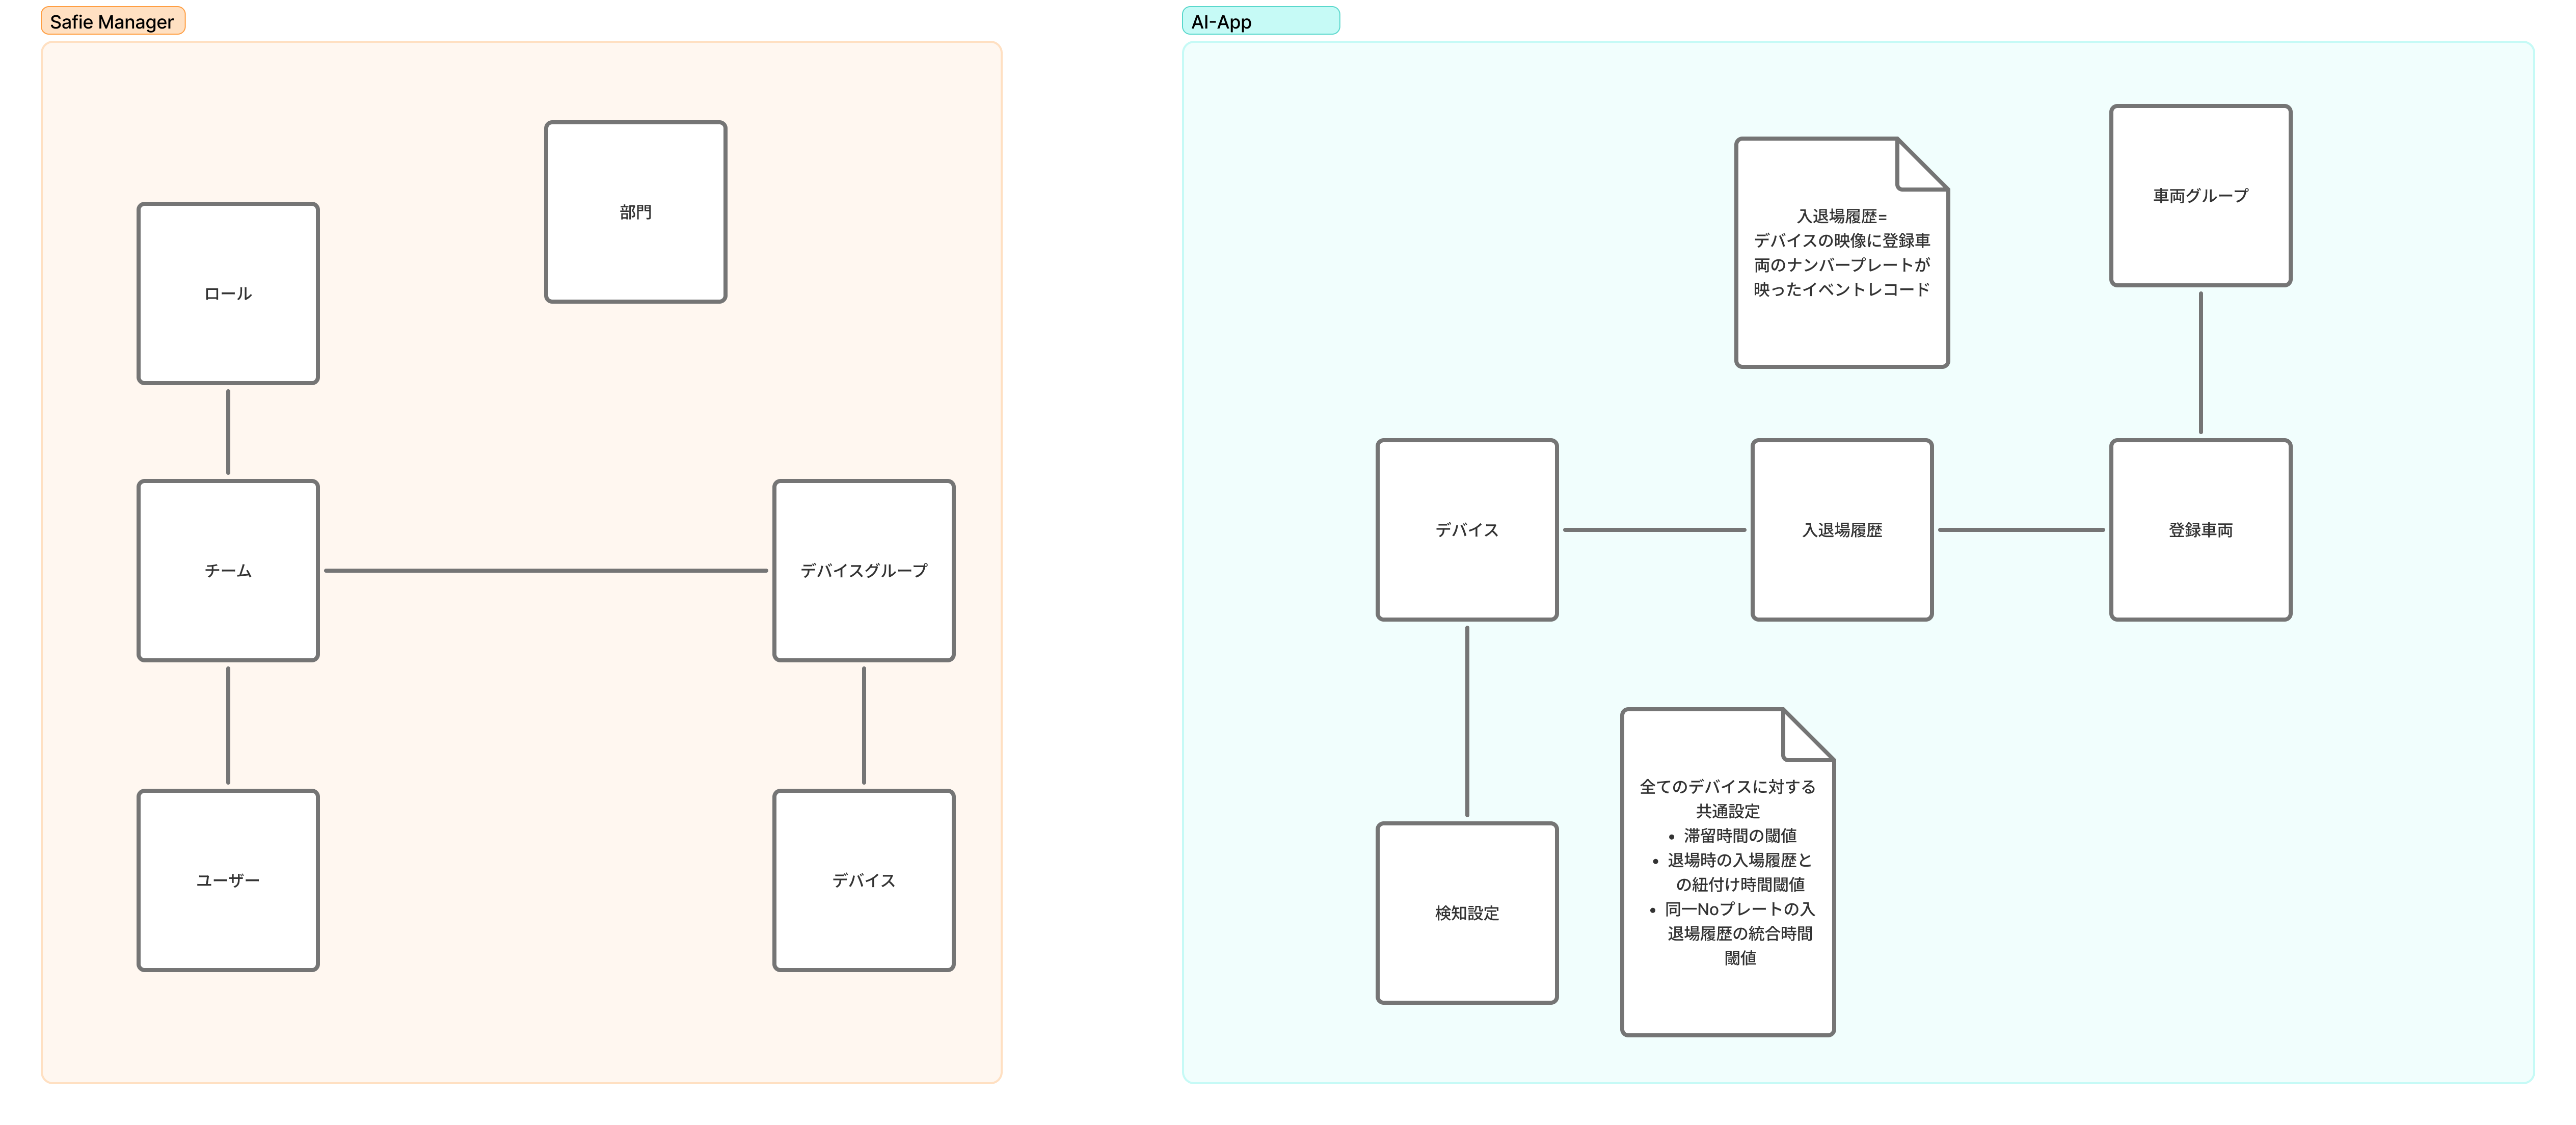 Safie Manager
部門
ロール
チーム
デバイスグループ
ユーザー
デバイス
AI-App
入退場履歴=
デバイスの映像に登録車
両のナンバープレートが
映ったイベントレコード
車両グループ
デバイス
入退場履歴
登録車両
検知設定
全てのデバイスに対する
共通設定
• 滞留時間の閾値
• 退場時の入場履歴と
の紐付け時間閾値
• 同一Noプレートの入
退場履歴の統合時間
閾値